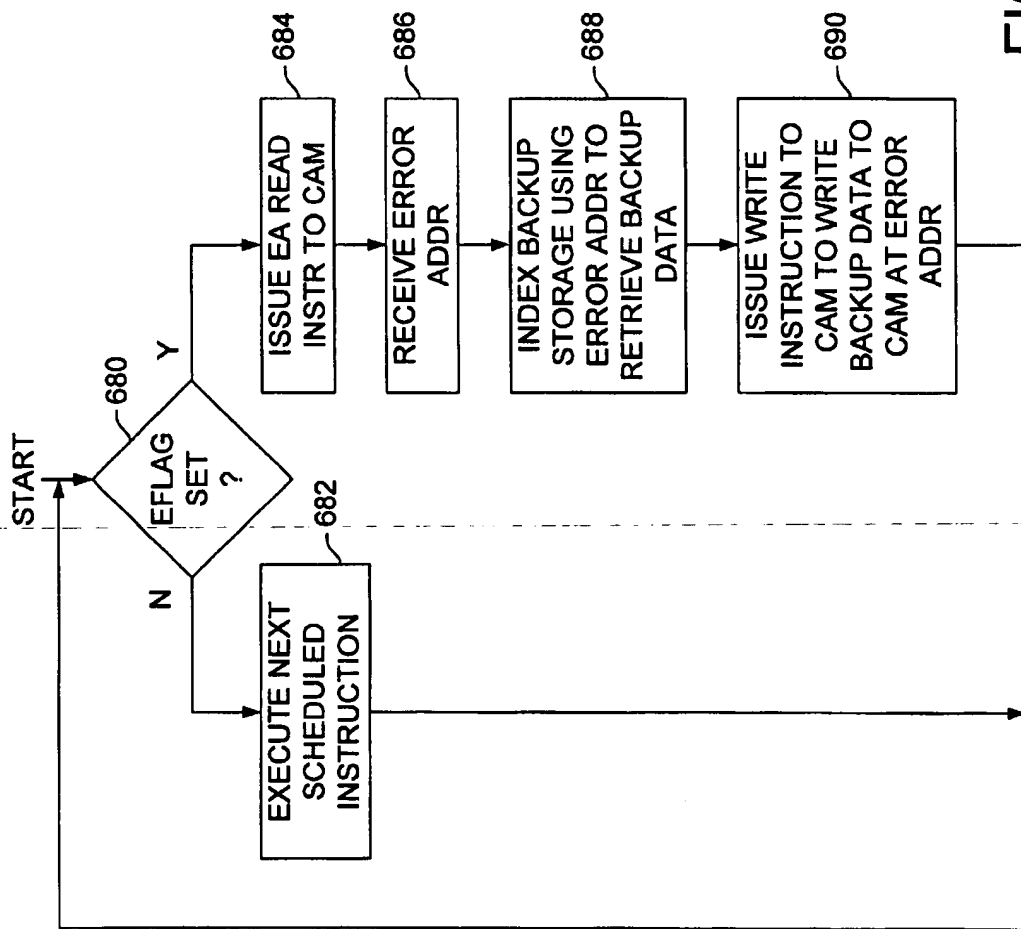 START
680
EFLAG
SET
?
N
Y
682
EXECUTE NEXT
SCHEDULED
INSTRUCTION
684
ISSUE EA READ
INSTR TO CAM
686
RECEIVE ERROR
ADDR
688
INDEX BACKUP
STORAGE USING
ERROR ADDR TO
RETRIEVE BACKUP
DATA
690
ISSUE WRITE
INSTRUCTION TO
CAM TO WRITE
BACKUP DATA TO
CAM AT ERROR
ADDR